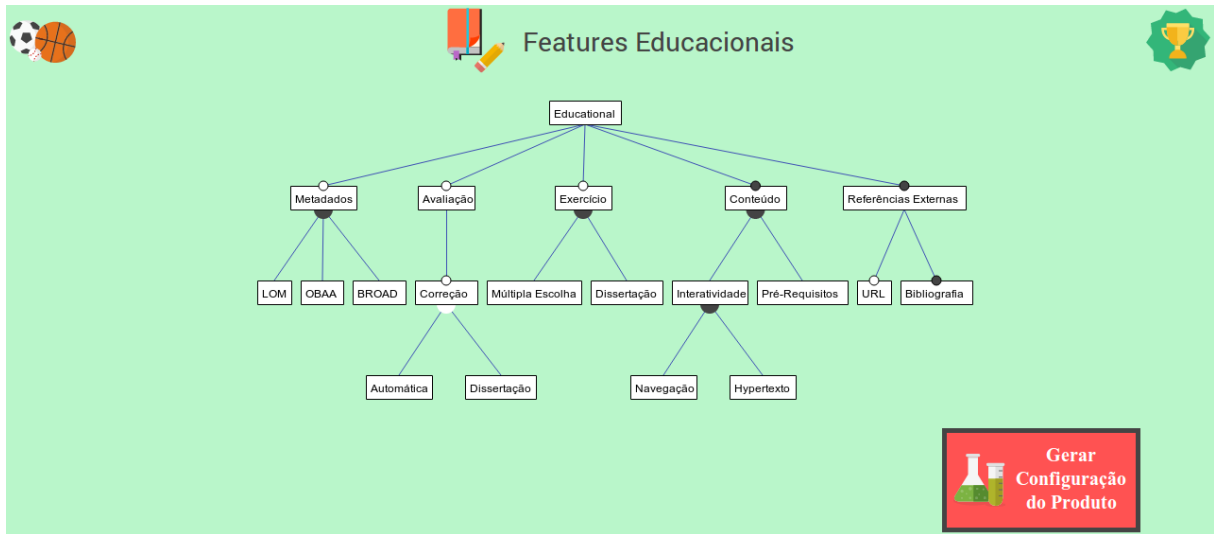 Features Educacionais
Educational
Metadados
Avaliação
Exercício
Conteúdo
Referências Externas
LOM
OBAA
BROAD
Correção
Múltipla Escolha
Dissertação
Interatividade
Pré-Requisitos
URL
Bibliografia
Automática
Dissertação
Navegação
Hypertexto
Gerar
Configuração
do Produto